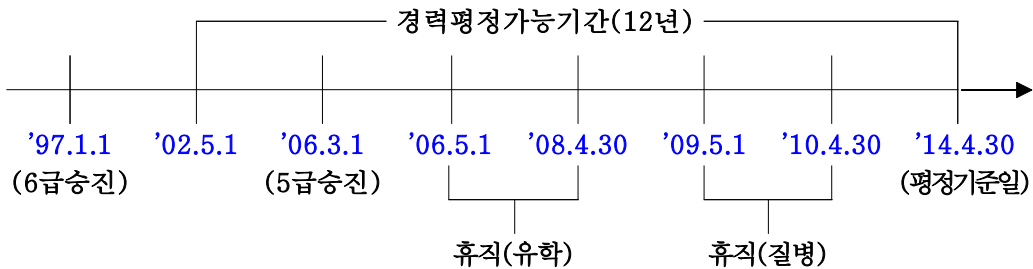 경력평정가능기간(12년)
'97.1.1 '02.5.1 '06.3.1 '06.5.1 '08.4.30 '09.5.1 '10.4.30 '14.4.30
(6급승진) (5급승진) (평정기준일)
휴직(유학) 휴직(질병)